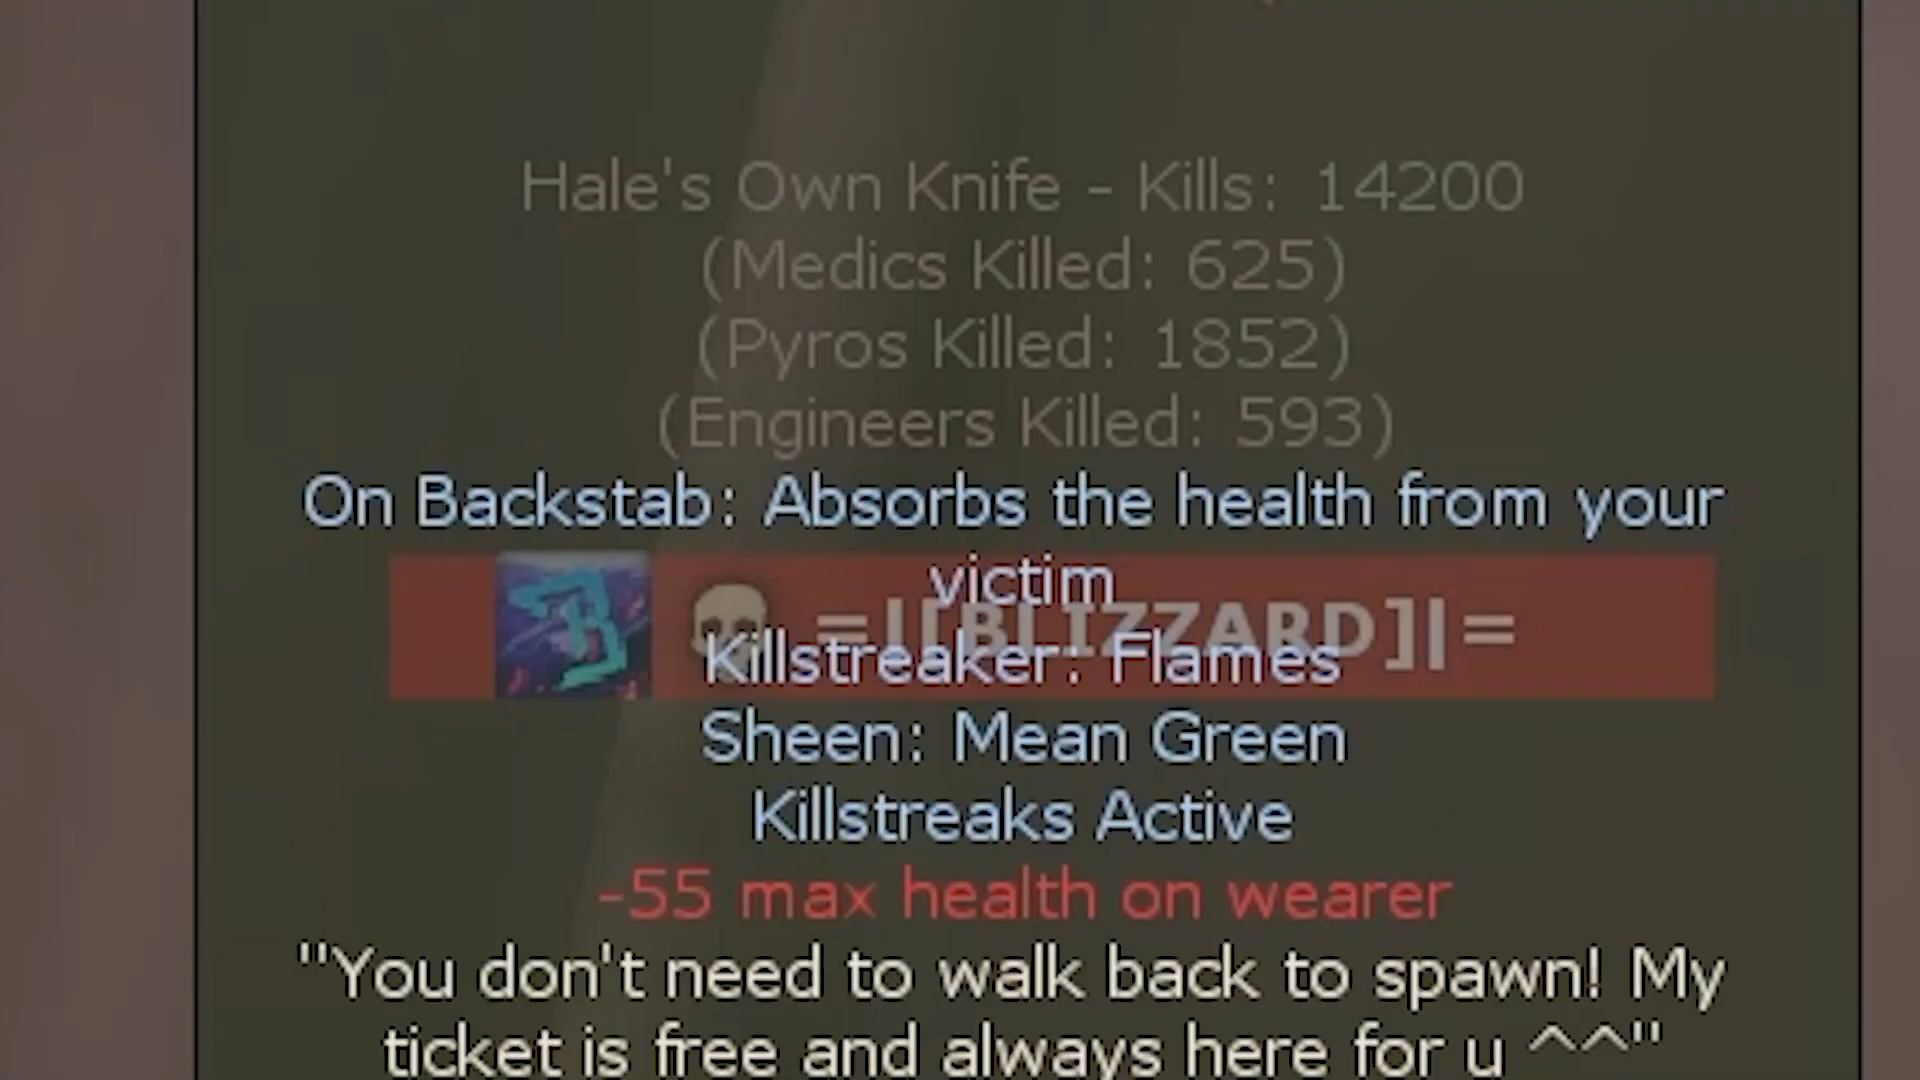 Hale's Own Knife - Kills: 14200
(Medics Killed: 625)
(Pyros Killed: 1852)
(Engineers Killed: 593)
On Backstab: Absorbs the health from your
victim
=|[BLIZZARD]|=
Killstreaker: Flames
Sheen: Mean Green
Killstreaks Active
-55 max health on wearer
"You don't need to walk back to spawn! My
ticket is free and always here for u ^^"